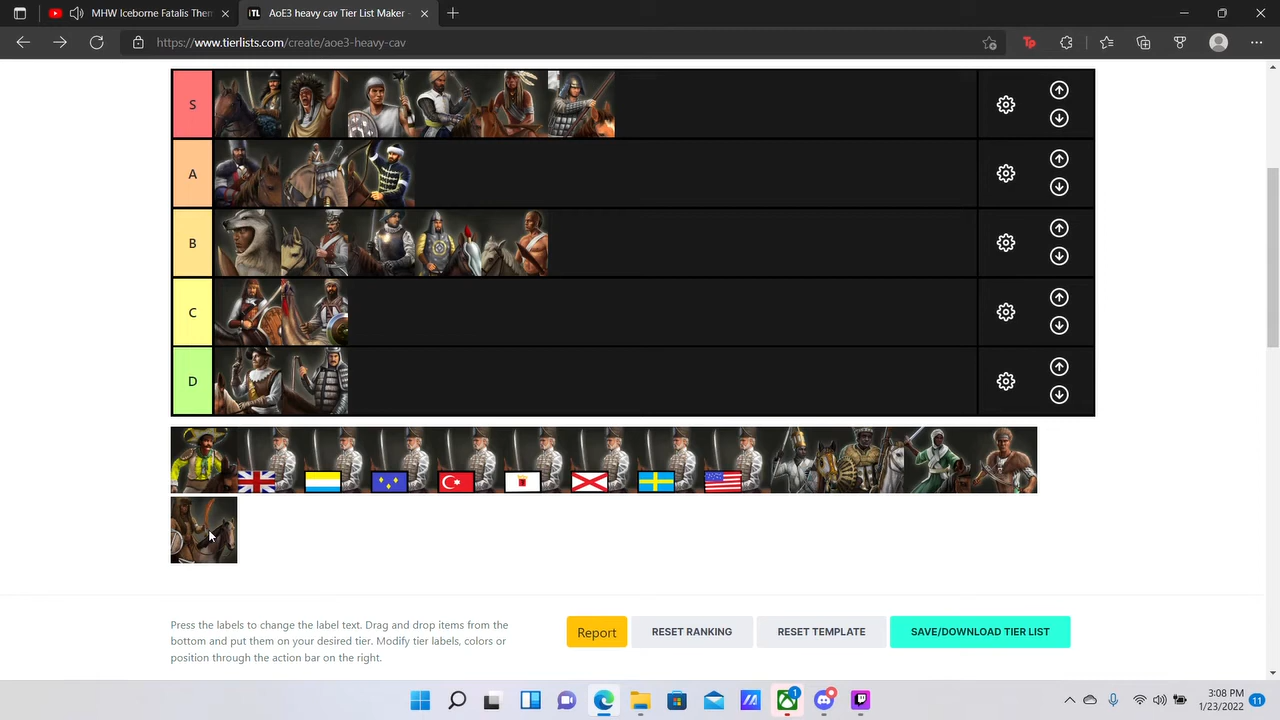 MHW Iceborne Fatalis Them
AoE3 heavy cav Tier List Maker -
https://www.tierlists.com/create/aoe3-heavy-cav
Tp
S
A
B
C
D
Press the labels to change the label text. Drag and drop items from the
bottom and put them on your desired tier. Modify tier labels, colors or
position through the action bar on the right.
Report
RESET RANKING
RESET TEMPLATE
SAVE/DOWNLOAD TIER LIST
1
3:08 PM
1/23/2022
11